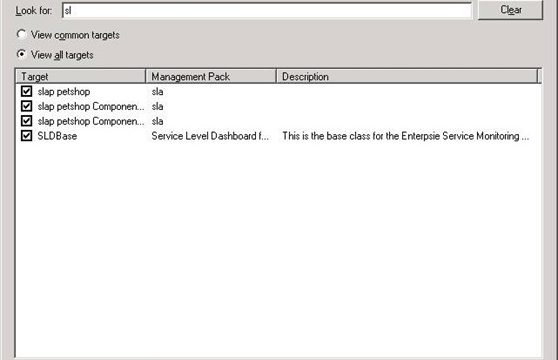 Look for: sl Clear
View common targets
View all targets
Target Management Pack Description
slap petshop sla
slap petshop Componen... sla
slap petshop Componen... sla
SLDBase Service Level Dashboard f... This is the base class for the Enterpsie Service Monitoring ...